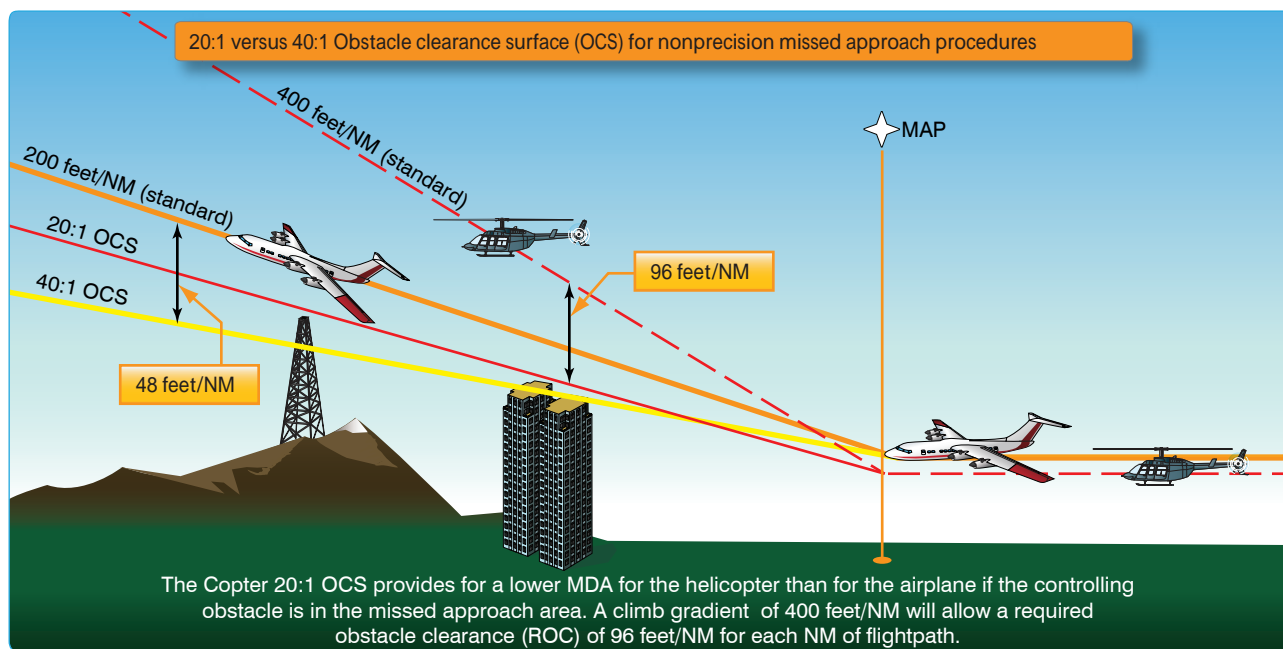 20:1 versus 40:1 Obstacle clearance surface (OCS) for nonprecision missed approach procedures
400 feet/NM (standard)
MAP
200 feet/NM (standard)
20:1 OCS
96 feet/NM
40:1 OCS
48 feet/NM
The Copter 20:1 OCS provides for a lower MDA for the helicopter than for the airplane if the controlling
obstacle is in the missed approach area. A climb gradient of 400 feet/NM will allow a required
obstacle clearance (ROC) of 96 feet/NM for each NM of flightpath.